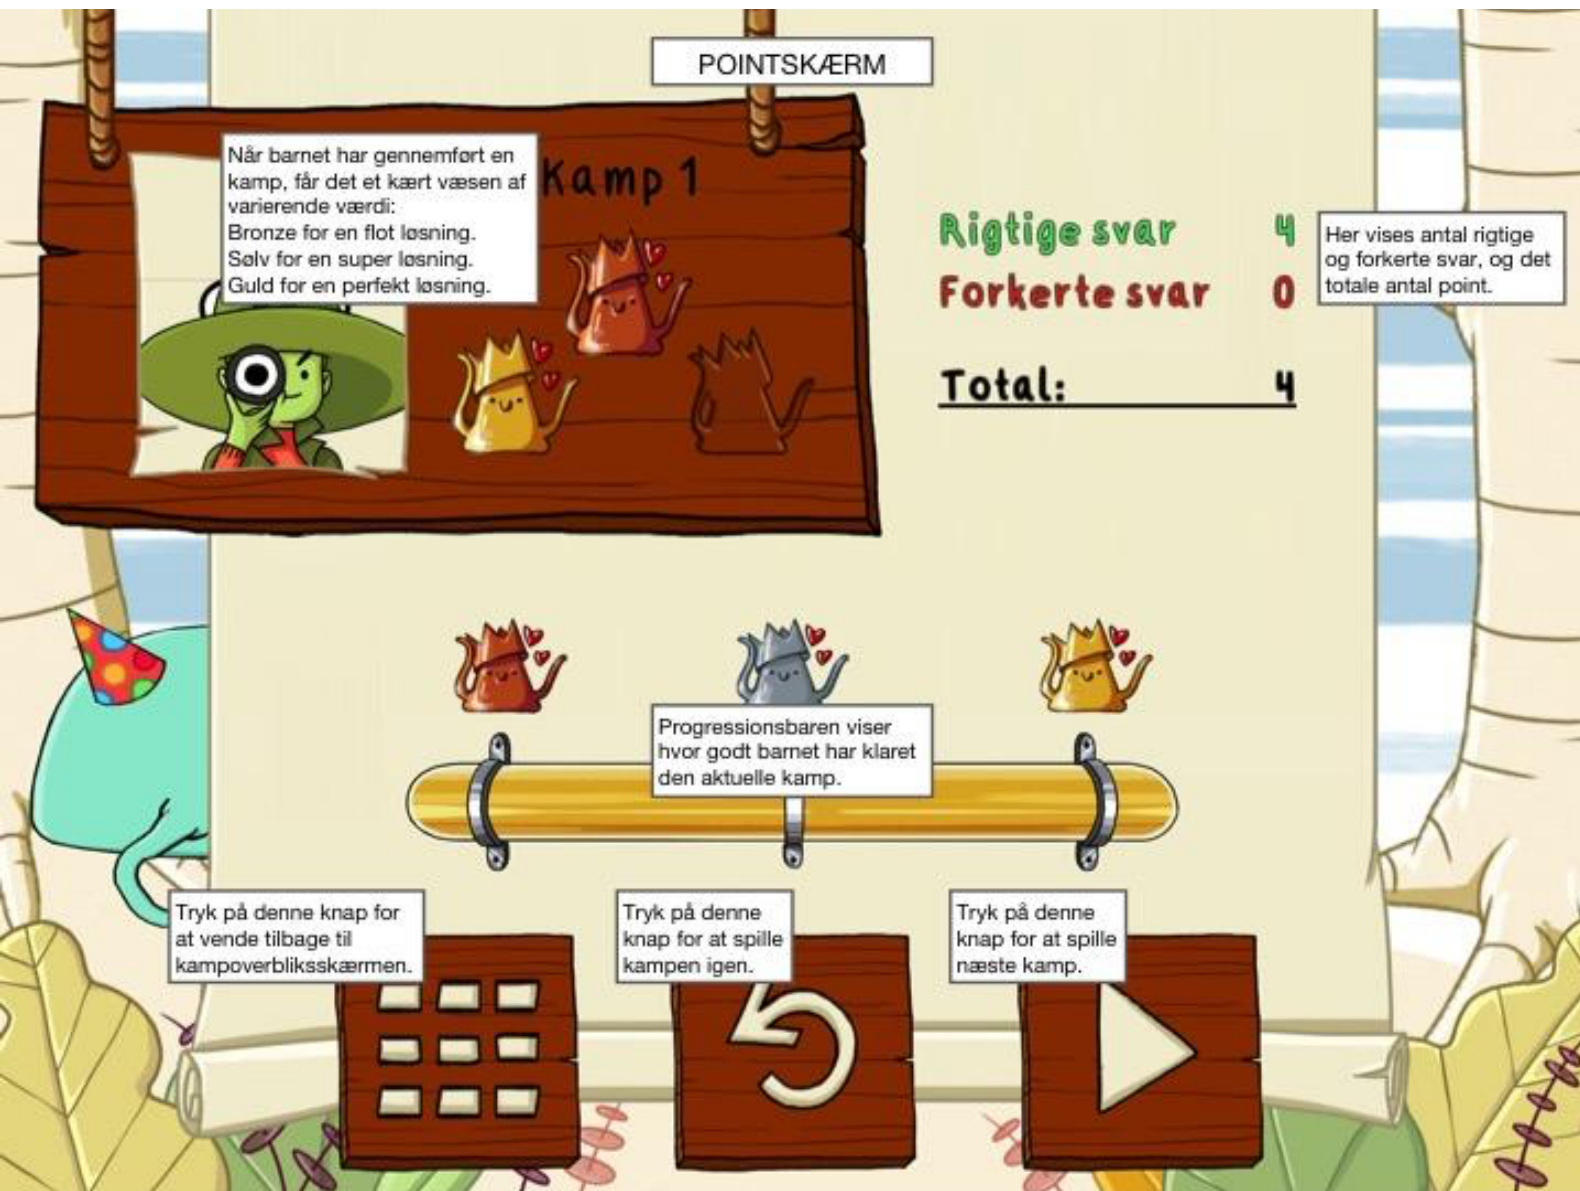 POINTSKÆRM
Når barnet har gennemført en
kamp, får det et kært væsen af
varierende værdi:
Bronze for en flot løsning.
Sølv for en super løsning.
Guld for en perfekt løsning.
Kamp 1
Rigtige svar 4
Forkerte svar 0
Total: 4
Her vises antal rigtige
og forkerte svar, og det
totale antal point.
Progressionsbaren viser
hvor godt barnet har klaret
den aktuelle kamp.
Tryk på denne knap for
at vende tilbage til
kampoverbliksskærmen.
Tryk på denne
knap for at spille
kampen igen.
Tryk på denne
knap for at spille
næste kamp.